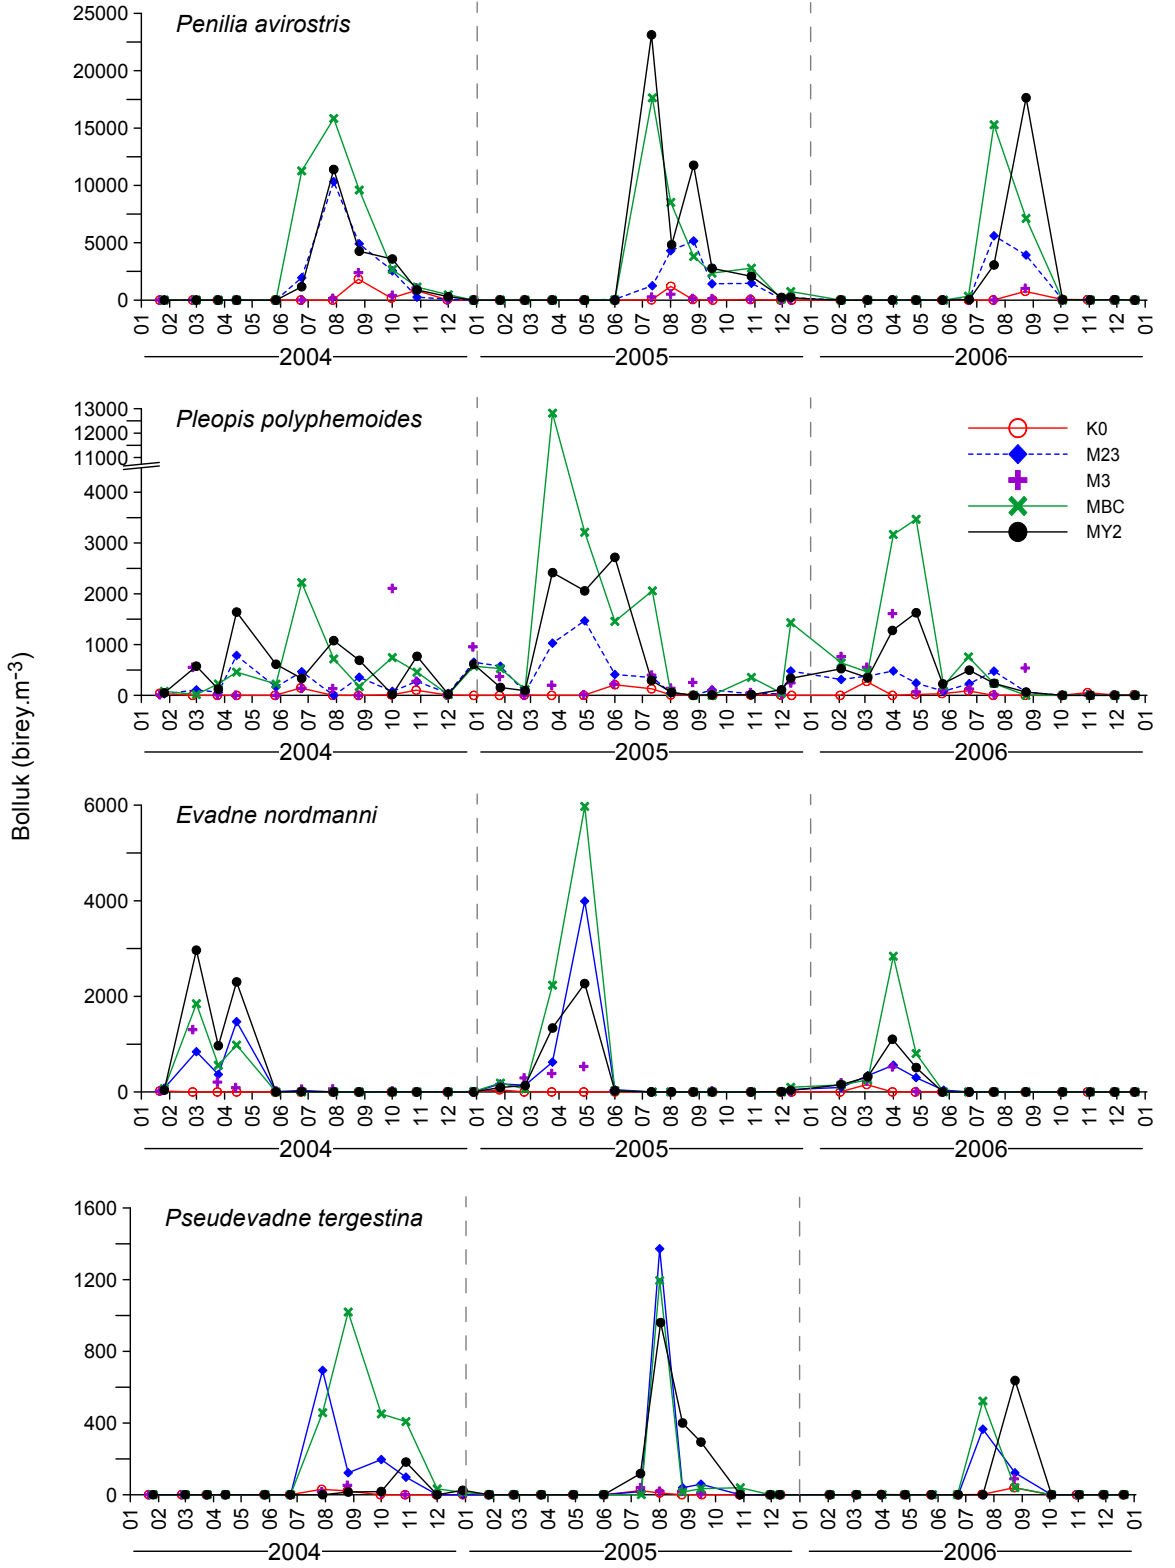 Bolluk (birey.m⁻³)
Penilia avirostris
25000
20000
15000
10000
5000
0
01 02 03 04 05 06 07 08 09 10 11 12 01 02 03 04 05 06 07 08 09 10 11 12 01 02 03 04 05 06 07 08 09 10 11 12 01
2004 2005 2006
Pleopis polyphemoides
13000
12000
11000
4000
3000
2000
1000
0
K0
M23
M3
MBC
MY2
01 02 03 04 05 06 07 08 09 10 11 12 01 02 03 04 05 06 07 08 09 10 11 12 01 02 03 04 05 06 07 08 09 10 11 12 01
2004 2005 2006
Evadne nordmanni
6000
4000
2000
0
01 02 03 04 05 06 07 08 09 10 11 12 01 02 03 04 05 06 07 08 09 10 11 12 01 02 03 04 05 06 07 08 09 10 11 12 01
2004 2005 2006
Pseudevadne tergestina
1600
1200
800
400
0
01 02 03 04 05 06 07 08 09 10 11 12 01 02 03 04 05 06 07 08 09 10 11 12 01 02 03 04 05 06 07 08 09 10 11 12 01
2004 2005 2006